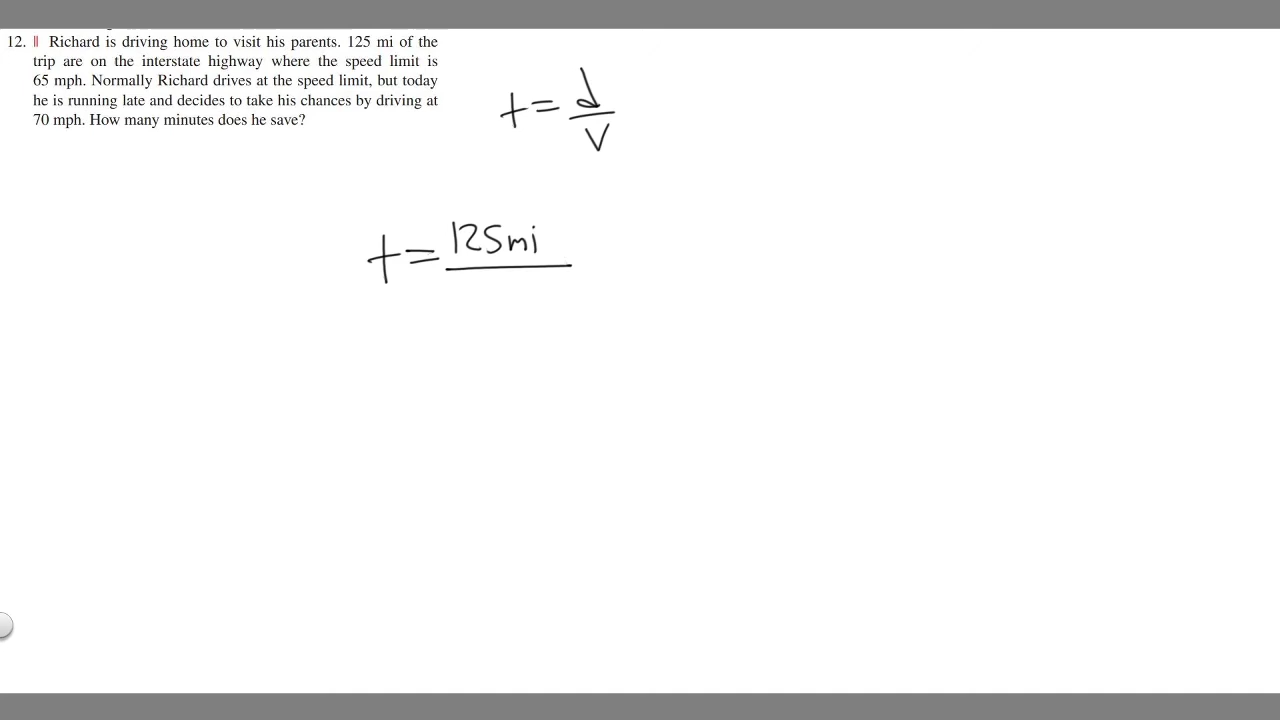 12. || Richard is driving home to visit his parents. 125 mi of the
trip are on the interstate highway where the speed limit is
65 mph. Normally Richard drives at the speed limit, but today
he is running late and decides to take his chances by driving at
70 mph. How many minutes does he save?
t = d
v
t = 125mi